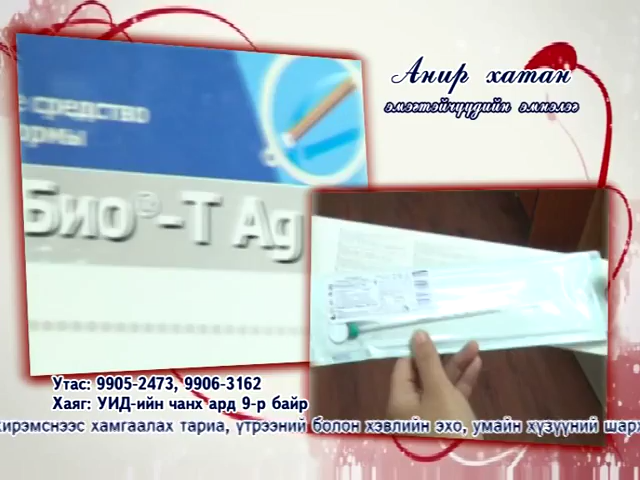 Анир хатан
эмэгтэйчүүдийн эмнэлэг
е средство
ормы
Био®-Т Ag
Утас: 9905-2473, 9906-3162
Хаяг: УИД-ийн чанх ард 9-р байр
жирэмснээс хамгаалах тариа, үтрээний болон хэвлийн эхо, умайн хүзүүний шарх